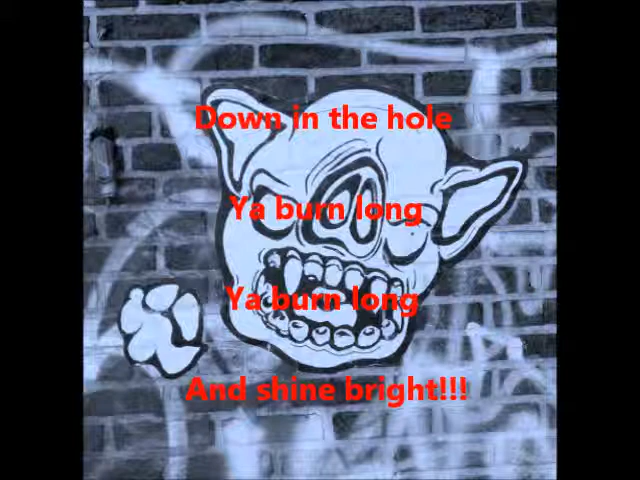 Down in the hole
Ya burn long
Ya burn long
And shine bright!!!